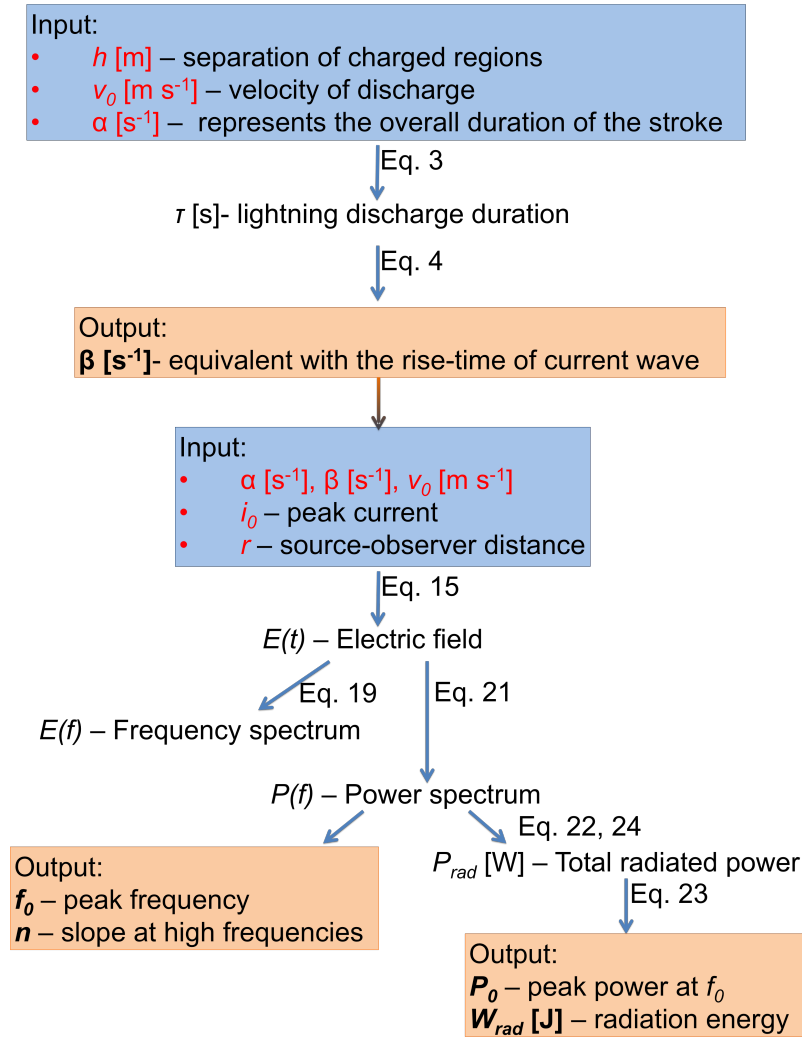 Input:
• h [m] – separation of charged regions
• v₀ [m s⁻¹] – velocity of discharge
• α [s⁻¹] – represents the overall duration of the stroke
Eq. 3
τ [s]- lightning discharge duration
Eq. 4
Output:
β [s⁻¹]- equivalent with the rise-time of current wave
Input:
• α [s⁻¹], β [s⁻¹], v₀ [m s⁻¹]
• i₀ – peak current
• r – source-observer distance
Eq. 15
E(t) – Electric field
Eq. 19
Eq. 21
E(f) – Frequency spectrum
P(f) – Power spectrum
Eq. 22, 24
P_rad [W] – Total radiated power
Output:
f₀ – peak frequency
n – slope at high frequencies
Eq. 23
Output:
P₀ – peak power at f₀
W_rad [J] – radiation energy